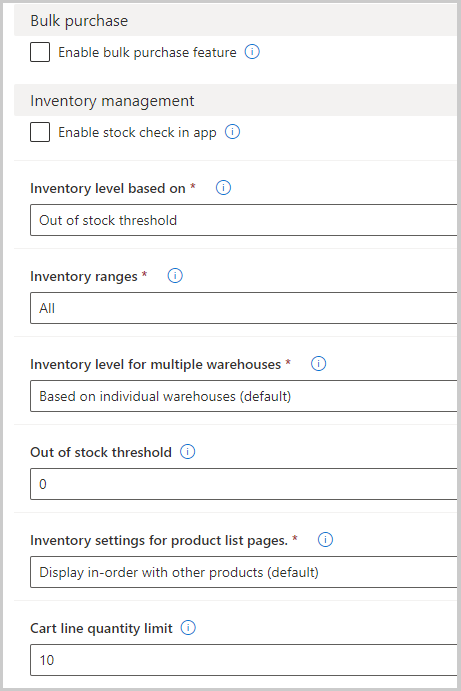 Bulk purchase
Enable bulk purchase feature
Inventory management
Enable stock check in app
Inventory level based on *
Out of stock threshold
Inventory ranges *
All
Inventory level for multiple warehouses *
Based on individual warehouses (default)
Out of stock threshold
0
Inventory settings for product list pages. *
Display in-order with other products (default)
Cart line quantity limit
10